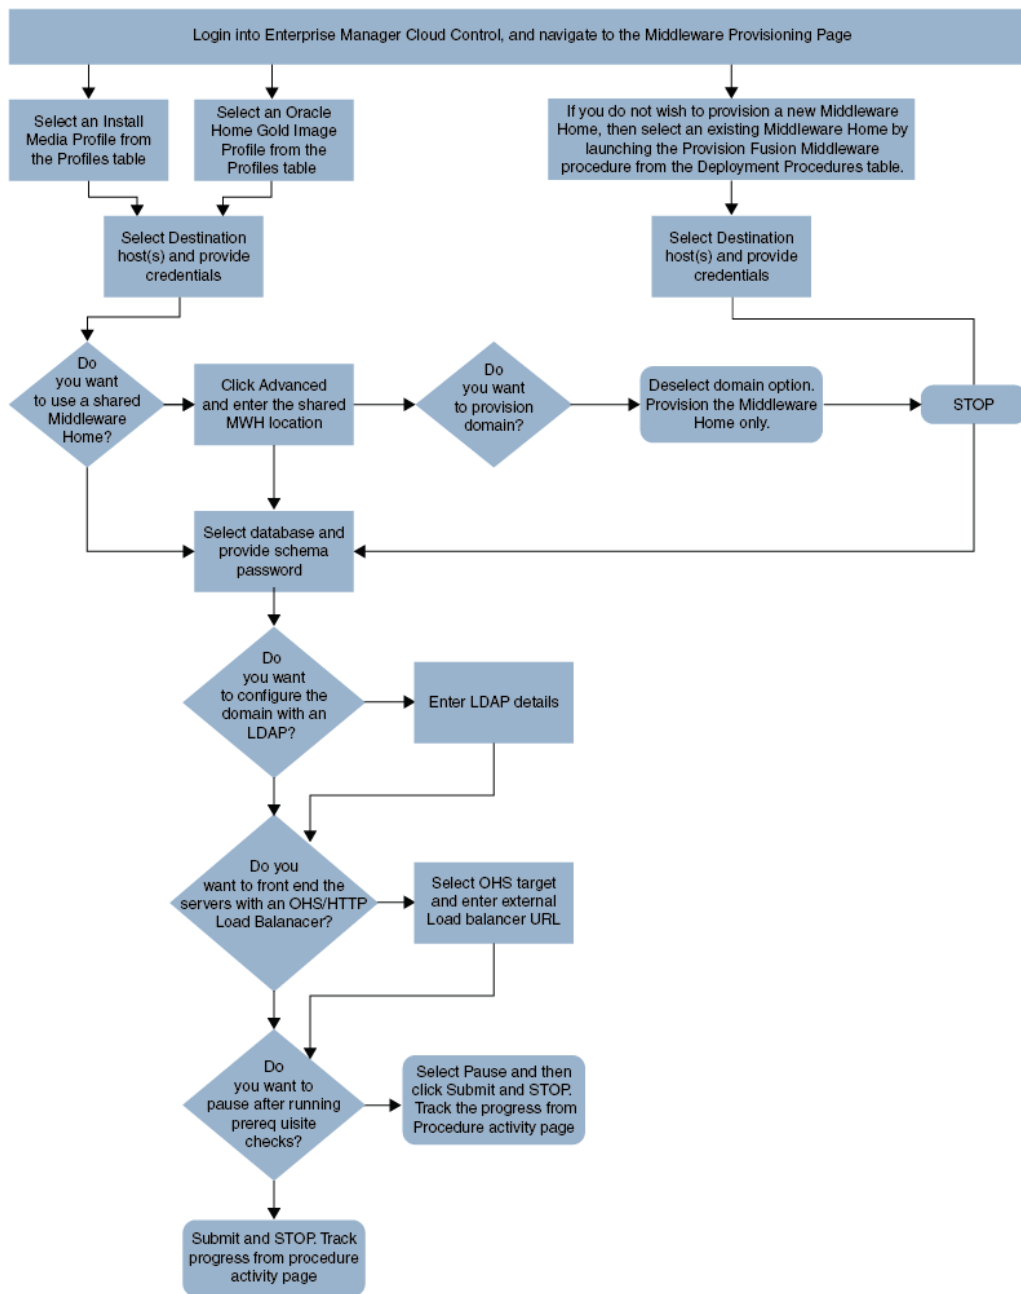 Login into Enterprise Manager Cloud Control, and navigate to the Middleware Provisioning Page
Select an Install
Media Profile from
the Profiles table
Select an Oracle
Home Gold Image
Profile from the
Profiles table
If you do not wish to provision a new Middleware
Home, then select an existing Middleware Home by
launching the Provision Fusion Middleware
procedure from the Deployment Procedures table.
Select Destination
host(s) and provide
credentials
Select Destination
host(s) and provide
credentials
Do
you want
to use a shared
Middleware
Home?
Click Advanced
and enter the shared
MWH location
Do
you want
to provision
domain?
Deselect domain option.
Provision the Middleware
Home only.
STOP
Select database and
provide schema
password
Do
you want
to configure the
domain with an
LDAP?
Enter LDAP details
Do you
want to front end the
servers with an OHS/HTTP
Load Balanacer?
Select OHS target
and enter external
Load balancer URL
Do
you want to
pause after running
prereq uisite
checks?
Select Pause and then
click Submit and STOP.
Track the progress from
Procedure activity page
Submit and STOP. Track
progress from procedure
activity page